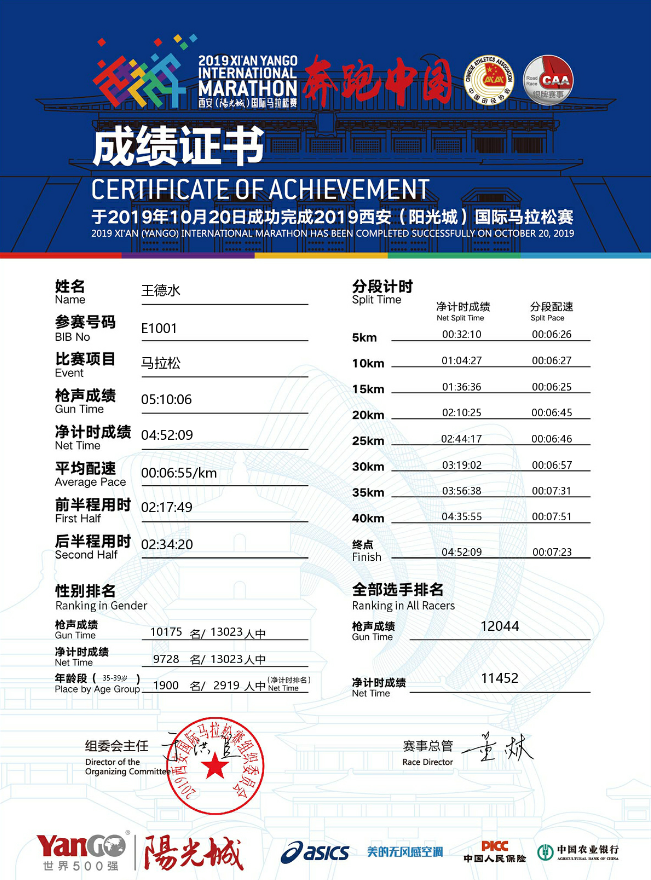 2019 XI'AN YANGO
INTERNATIONAL
MARATHON
西安（阳光城）国际马拉松赛
奔跑中国
CHINESE ATHLETICS ASSOCIATION
中国田径协会
Road Race
CAA
铜牌赛事
成绩证书
CERTIFICATE OF ACHIEVEMENT
于2019年10月20日成功完成2019西安（阳光城）国际马拉松赛
2019 XI'AN (YANGO) INTERNATIONAL MARATHON HAS BEEN COMPLETED SUCCESSFULLY ON OCTOBER 20, 2019
姓名 王德水
Name
参赛号码 E1001
BIB No
比赛项目 马拉松
Event
枪声成绩 05:10:06
Gun Time
净计时成绩 04:52:09
Net Time
平均配速 00:06:55/km
Average Pace
前半程用时 02:17:49
First Half
后半程用时 02:34:20
Second Half
分段计时
Split Time
净计时成绩 分段配速
Net Split Time Split Pace
5km 00:32:10 00:06:26
10km 01:04:27 00:06:27
15km 01:36:36 00:06:25
20km 02:10:25 00:06:45
25km 02:44:17 00:06:46
30km 03:19:02 00:06:57
35km 03:56:38 00:07:31
40km 04:35:55 00:07:51
终点
Finish 04:52:09 00:07:23
性别排名
Ranking in Gender
枪声成绩
Gun Time 10175 名/ 13023 人中
净计时成绩
Net Time 9728 名/ 13023 人中
年龄段（ 35-39岁 ） （净计时排名）
Place by Age Group 1900 名/ 2919 人中 Net Time
全部选手排名
Ranking in All Racers
枪声成绩 12044
Gun Time
净计时成绩 11452
Net Time
组委会主任
Director of the
Organizing Committee
2019西安国际马拉松赛组织委员会
赛事总管
Race Director
YanGO®
世界500强
陽光城
asics
美的无风感空调
PICC
中国人民保险
中国农业银行
AGRICULTURAL BANK OF CHINA